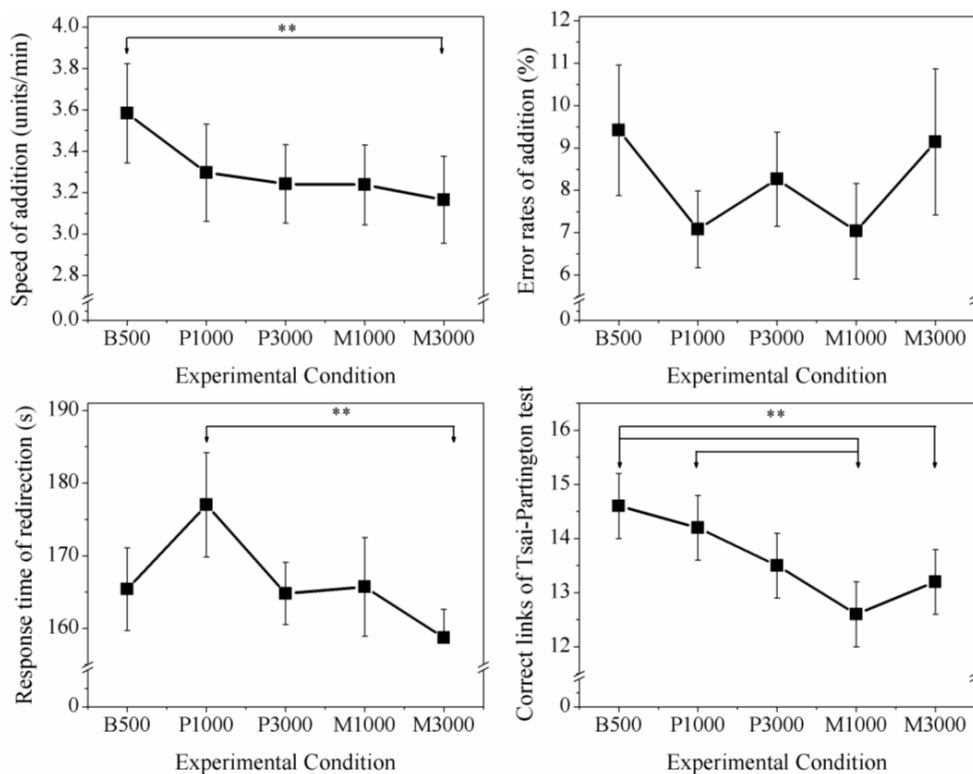 Speed of addition (units/min)
4.0
3.8
3.6
3.4
3.2
3.0
2.8
0.0
**
B500 P1000 P3000 M1000 M3000
Experimental Condition
Error rates of addition (%)
12
11
10
9
8
7
6
0
B500 P1000 P3000 M1000 M3000
Experimental Condition
Response time of redirection (s)
190
180
170
160
0
**
B500 P1000 P3000 M1000 M3000
Experimental Condition
Correct links of Tsai-Partington test
16
15
14
13
12
0
**
B500 P1000 P3000 M1000 M3000
Experimental Condition